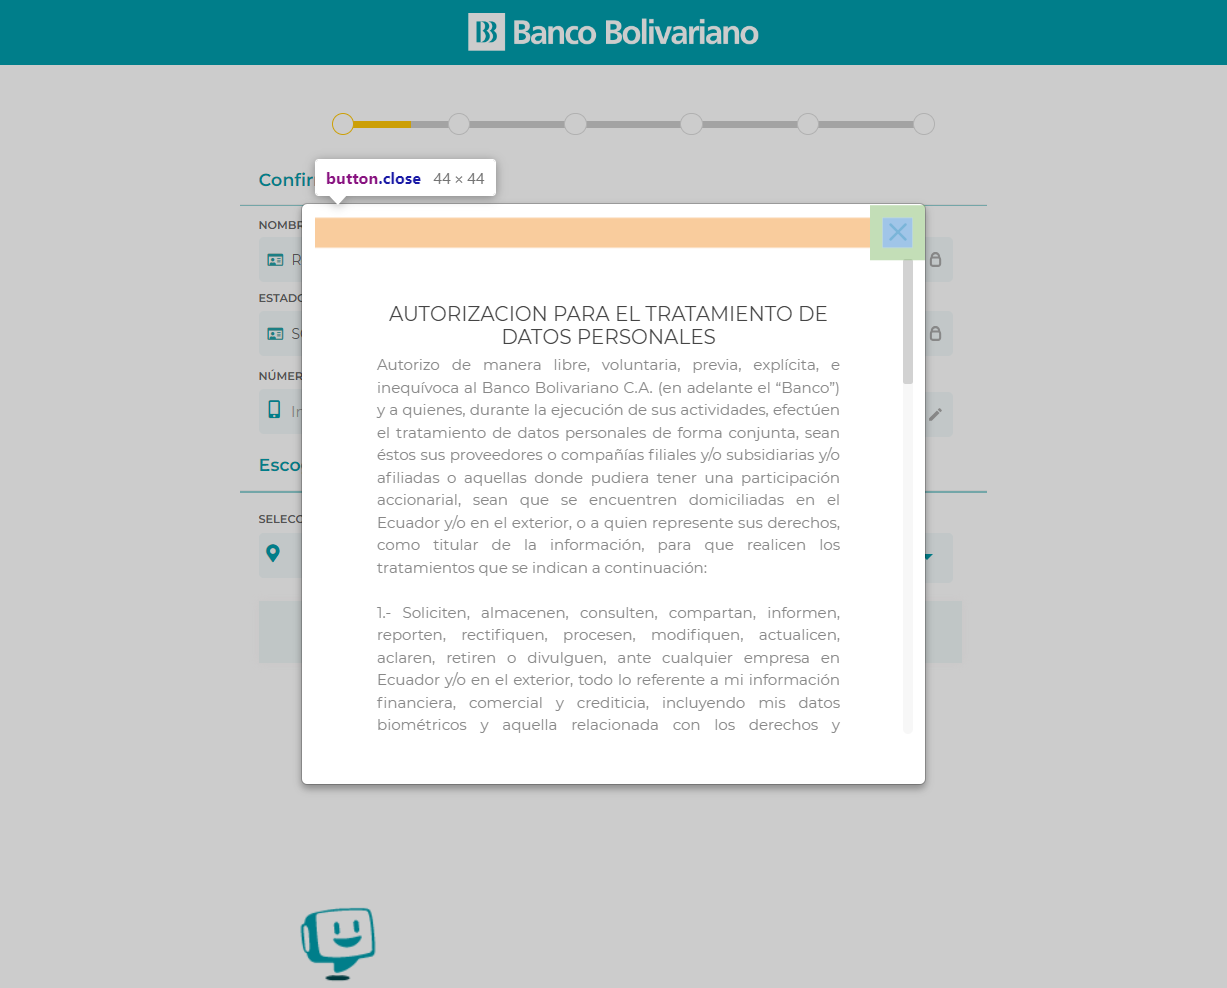 Banco Bolivariano
Confir
button.close 44 × 44
NOMBR
R
ESTADO
S
NÚMER
In
Esco
SELECC
AUTORIZACION PARA EL TRATAMIENTO DE
DATOS PERSONALES
Autorizo de manera libre, voluntaria, previa, explícita, e
inequívoca al Banco Bolivariano C.A. (en adelante el “Banco”)
y a quienes, durante la ejecución de sus actividades, efectúen
el tratamiento de datos personales de forma conjunta, sean
éstos sus proveedores o compañías filiales y/o subsidiarias y/o
afiliadas o aquellas donde pudiera tener una participación
accionarial, sean que se encuentren domiciliadas en el
Ecuador y/o en el exterior, o a quien represente sus derechos,
como titular de la información, para que realicen los
tratamientos que se indican a continuación:
1.- Soliciten, almacenen, consulten, compartan, informen,
reporten, rectifiquen, procesen, modifiquen, actualicen,
aclaren, retiren o divulguen, ante cualquier empresa en
Ecuador y/o en el exterior, todo lo referente a mi información
financiera, comercial y crediticia, incluyendo mis datos
biométricos y aquella relacionada con los derechos y